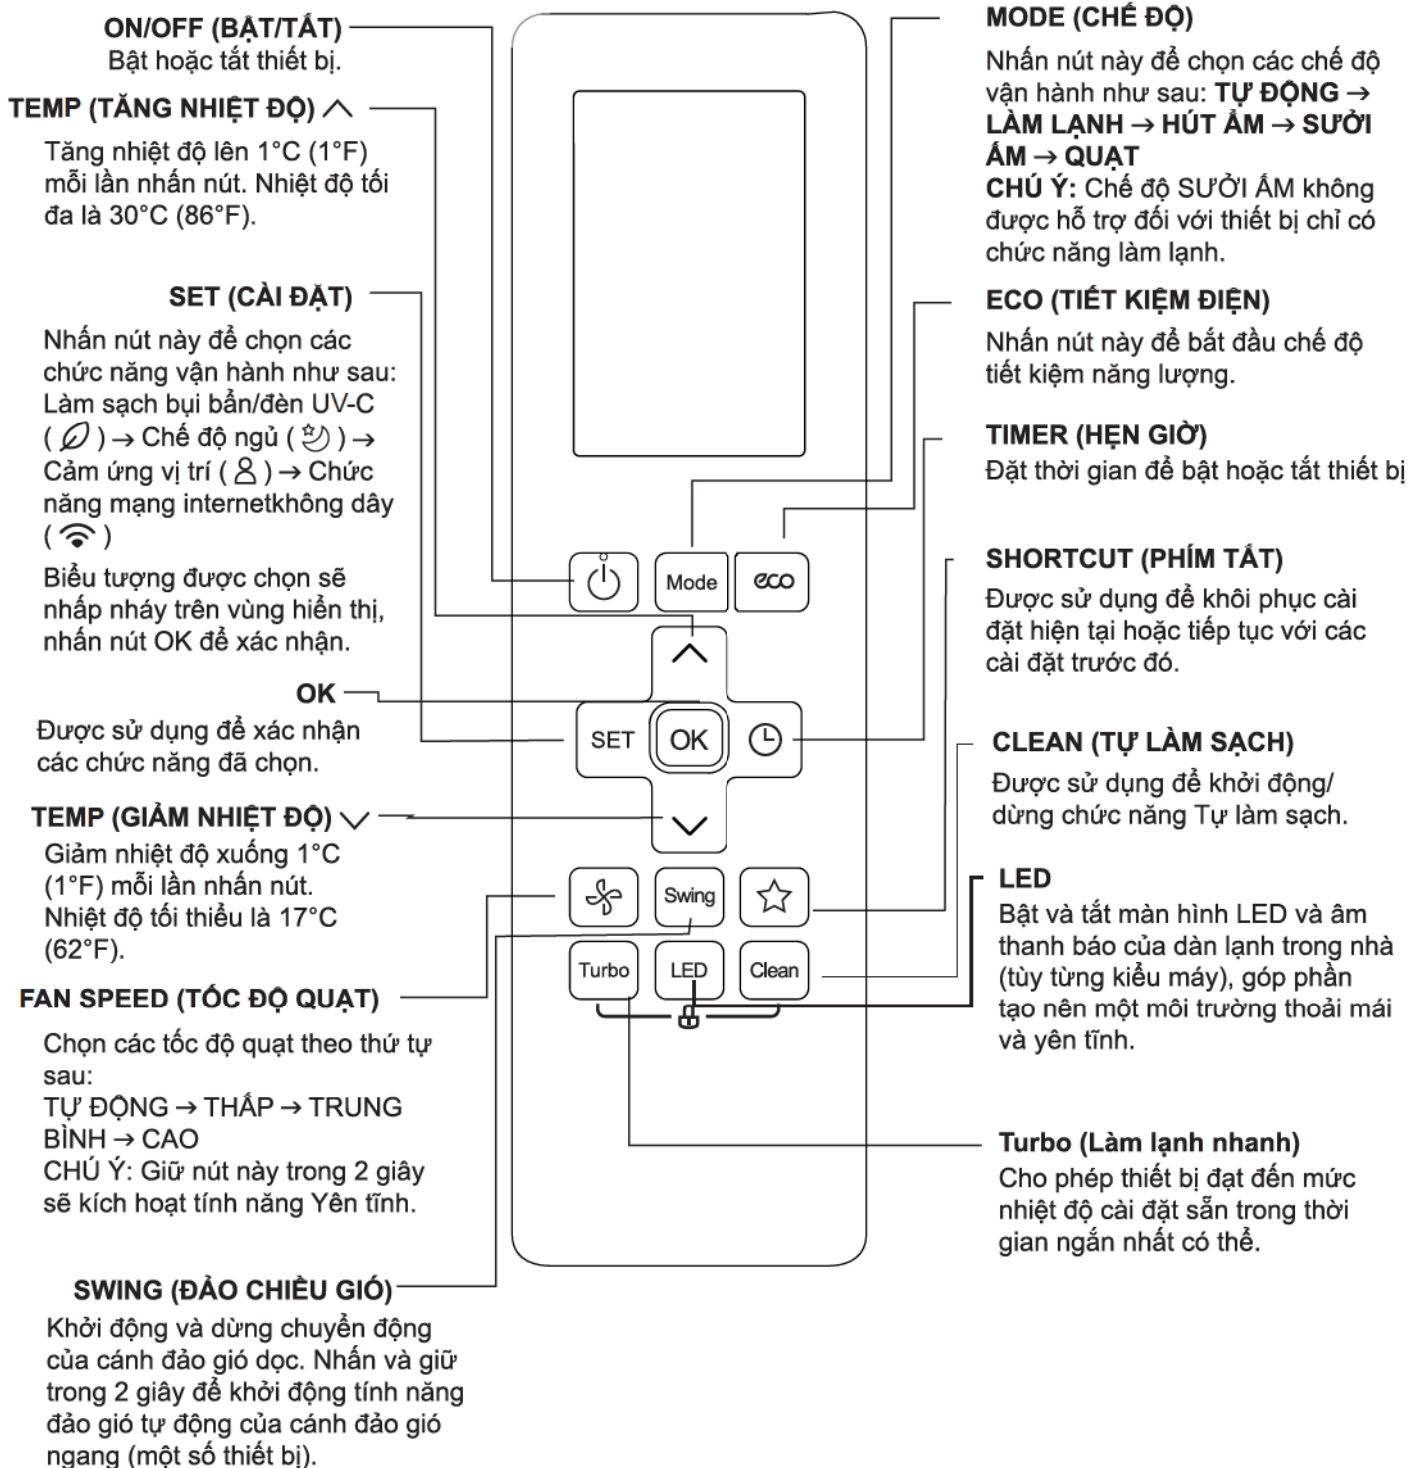 ON/OFF (BẬT/TẮT)
Bật hoặc tắt thiết bị.
TEMP (TĂNG NHIỆT ĐỘ)
Tăng nhiệt độ lên 1°C (1°F)
mỗi lần nhấn nút. Nhiệt độ tối
đa là 30°C (86°F).
SET (CÀI ĐẶT)
Nhấn nút này để chọn các
chức năng vận hành như sau:
Làm sạch bụi bẩn/đèn UV-C
( ) → Chế độ ngủ ( ) →
Cảm ứng vị trí ( ) → Chức
năng mạng internetkhông dây
( )
Biểu tượng được chọn sẽ
nhấp nháy trên vùng hiển thị,
nhấn nút OK để xác nhận.
OK
Được sử dụng để xác nhận
các chức năng đã chọn.
TEMP (GIẢM NHIỆT ĐỘ)
Giảm nhiệt độ xuống 1°C
(1°F) mỗi lần nhấn nút.
Nhiệt độ tối thiểu là 17°C
(62°F).
FAN SPEED (TỐC ĐỘ QUẠT)
Chọn các tốc độ quạt theo thứ tự
sau:
TỰ ĐỘNG → THẤP → TRUNG
BÌNH → CAO
CHÚ Ý: Giữ nút này trong 2 giây
sẽ kích hoạt tính năng Yên tĩnh.
SWING (ĐẢO CHIỀU GIÓ)
Khởi động và dừng chuyển động
của cánh đảo gió dọc. Nhấn và giữ
trong 2 giây để khởi động tính năng
đảo gió tự động của cánh đảo gió
ngang (một số thiết bị).
Mode
eco
SET
OK
Swing
Turbo
LED
Clean
MODE (CHẾ ĐỘ)
Nhấn nút này để chọn các chế độ
vận hành như sau: TỰ ĐỘNG →
LÀM LẠNH → HÚT ẨM → SƯỞI
ẤM → QUẠT
CHÚ Ý: Chế độ SƯỞI ẤM không
được hỗ trợ đối với thiết bị chỉ có
chức năng làm lạnh.
ECO (TIẾT KIỆM ĐIỆN)
Nhấn nút này để bắt đầu chế độ
tiết kiệm năng lượng.
TIMER (HẸN GIỜ)
Đặt thời gian để bật hoặc tắt thiết bị
SHORTCUT (PHÍM TẮT)
Được sử dụng để khôi phục cài
đặt hiện tại hoặc tiếp tục với các
cài đặt trước đó.
CLEAN (TỰ LÀM SẠCH)
Được sử dụng để khởi động/
dừng chức năng Tự làm sạch.
LED
Bật và tắt màn hình LED và âm
thanh báo của dàn lạnh trong nhà
(tùy từng kiểu máy), góp phần
tạo nên một môi trường thoải mái
và yên tĩnh.
Turbo (Làm lạnh nhanh)
Cho phép thiết bị đạt đến mức
nhiệt độ cài đặt sẵn trong thời
gian ngắn nhất có thể.